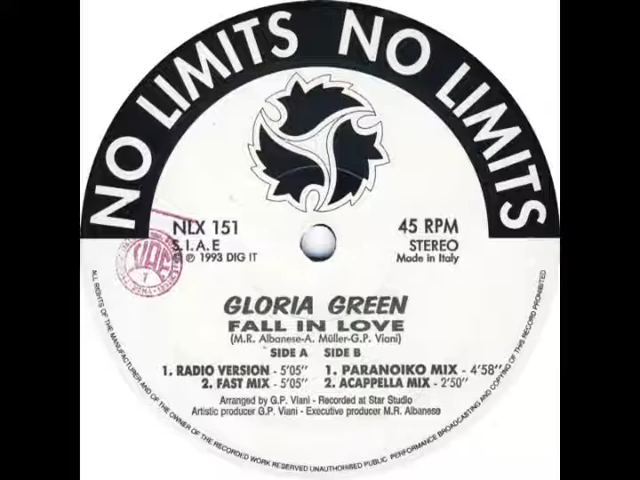 NO LIMITS NO LIMITS
NLX 151
S.I.A.E
© ℗ 1993 DIG IT
45 RPM
STEREO
Made in Italy
GLORIA GREEN
FALL IN LOVE
(M.R. Albanese-A. Müller-G.P. Viani)
SIDE A SIDE B
1. RADIO VERSION - 5'05" 1. PARANOIKO MIX - 4'58"
2. FAST MIX - 5'05" 2. ACAPPELLA MIX - 2'50"
Arranged by G.P. Viani - Recorded at Star Studio
Artistic producer G.P. Viani - Executive producer M.R. Albanese
ALL RIGHTS OF THE MANUFACTURER AND OF THE OWNER OF THE RECORDED WORK RESERVED UNAUTHORISED PUBLIC PERFORMANCE BROADCASTING AND COPYING OF THIS RECORD PROHIBITED